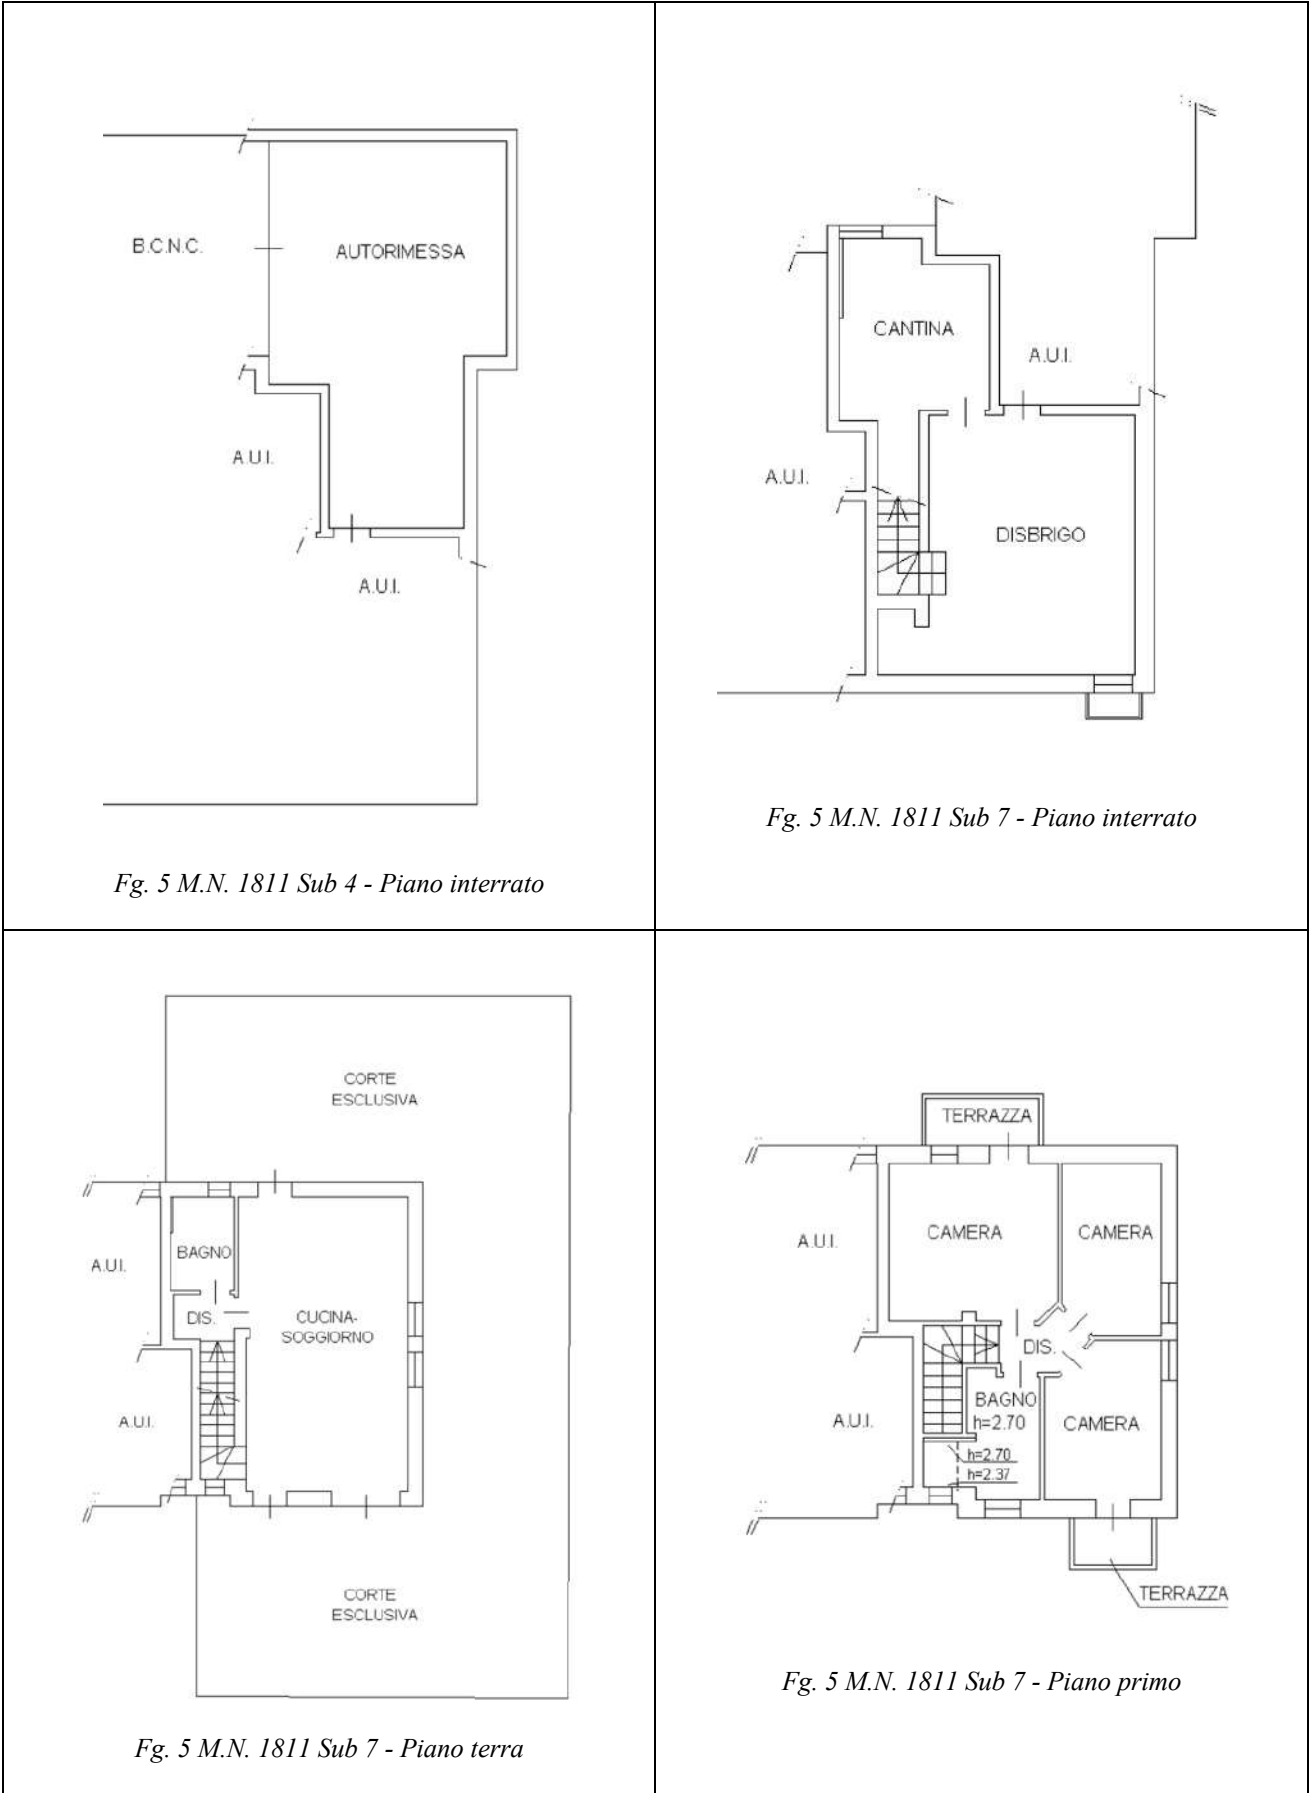 B.C.N.C.
AUTORIMESSA
A.U.I.
A.U.I.
Fg. 5 M.N. 1811 Sub 4 - Piano interrato
CANTINA
A.U.I.
A.U.I.
DISBRIGO
Fg. 5 M.N. 1811 Sub 7 - Piano interrato
CORTE
ESCLUSIVA
BAGNO
A.U.I.
DIS.
CUCINA-
SOGGIORNO
A.U.I.
CORTE
ESCLUSIVA
Fg. 5 M.N. 1811 Sub 7 - Piano terra
TERRAZZA
CAMERA
CAMERA
A.U.I.
DIS.
BAGNO
h=2.70
A.U.I.
CAMERA
h=2.70
h=2.37
TERRAZZA
Fg. 5 M.N. 1811 Sub 7 - Piano primo